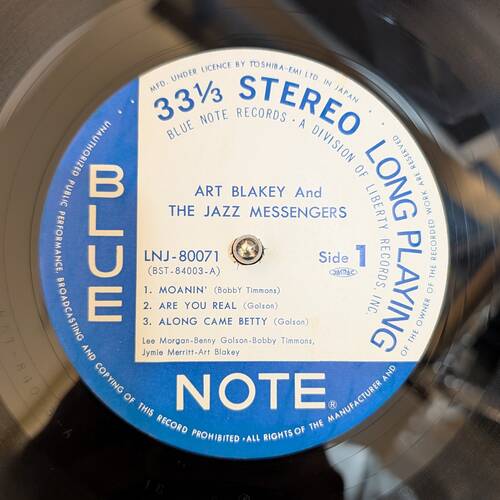 MFD. UNDER LICENCE BY TOSHIBA-EMI LTD. IN JAPAN
33⅓ STEREO LONG PLAYING
BLUE NOTE RECORDS • A DIVISION OF LIBERTY RECORDS, INC.
ART BLAKEY And
THE JAZZ MESSENGERS
LNJ-80071
(BST-84003-A)
Side 1
1. MOANIN' (Bobby Timmons)
2. ARE YOU REAL (Golson)
3. ALONG CAME BETTY (Golson)
Lee Morgan-Benny Golson-Bobby Timmons,
Jymie Merritt-Art Blakey
BLUE
NOTE®
UNAUTHORIZED PUBLIC PERFORMANCE, BROADCASTING AND COPYING OF THIS RECORD PROHIBITED • ALL RIGHTS OF THE MANUFACTURER AND OF THE OWNER OF THE RECORDED WORK ARE RESERVED